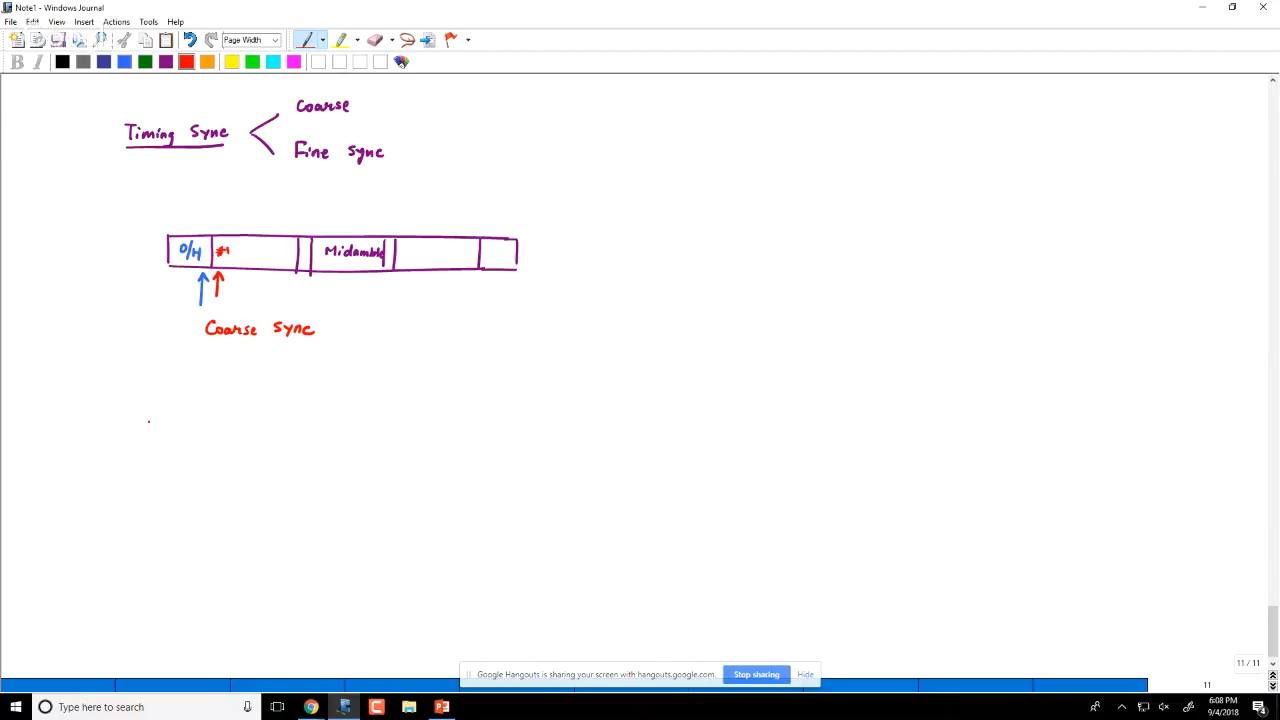 Note1 - Windows Journal
File Edit View Insert Actions Tools Help
Page Width
B I
Coarse
Timing Sync
Fine sync
O/H #1 Midamble
Coarse Sync
11 / 11
Google Hangouts is sharing your screen with hangouts.google.com. Stop sharing Hide
11
Type here to search
6:08 PM
9/4/2018
4